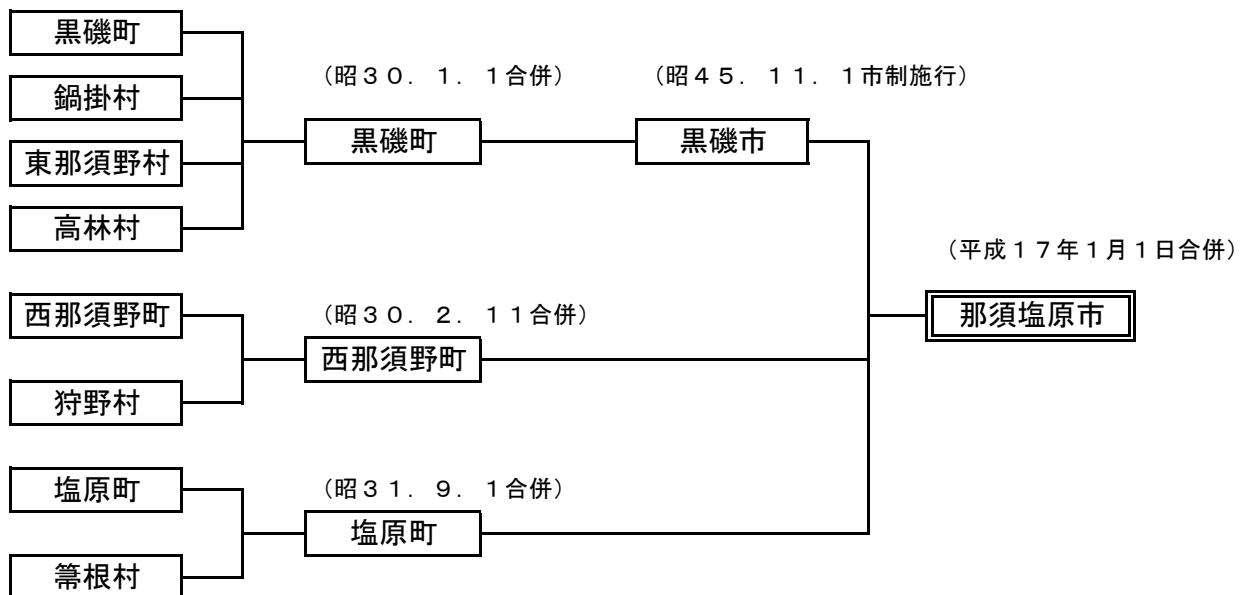 黒磯町
鍋掛村
東那須野村
高林村
（昭３０．１．１合併）
黒磯町
（昭４５．１１．１市制施行）
黒磯市
西那須野町
狩野村
（昭３０．２．１１合併）
西那須野町
塩原町
箒根村
（昭３１．９．１合併）
塩原町
（平成１７年１月１日合併）
那須塩原市